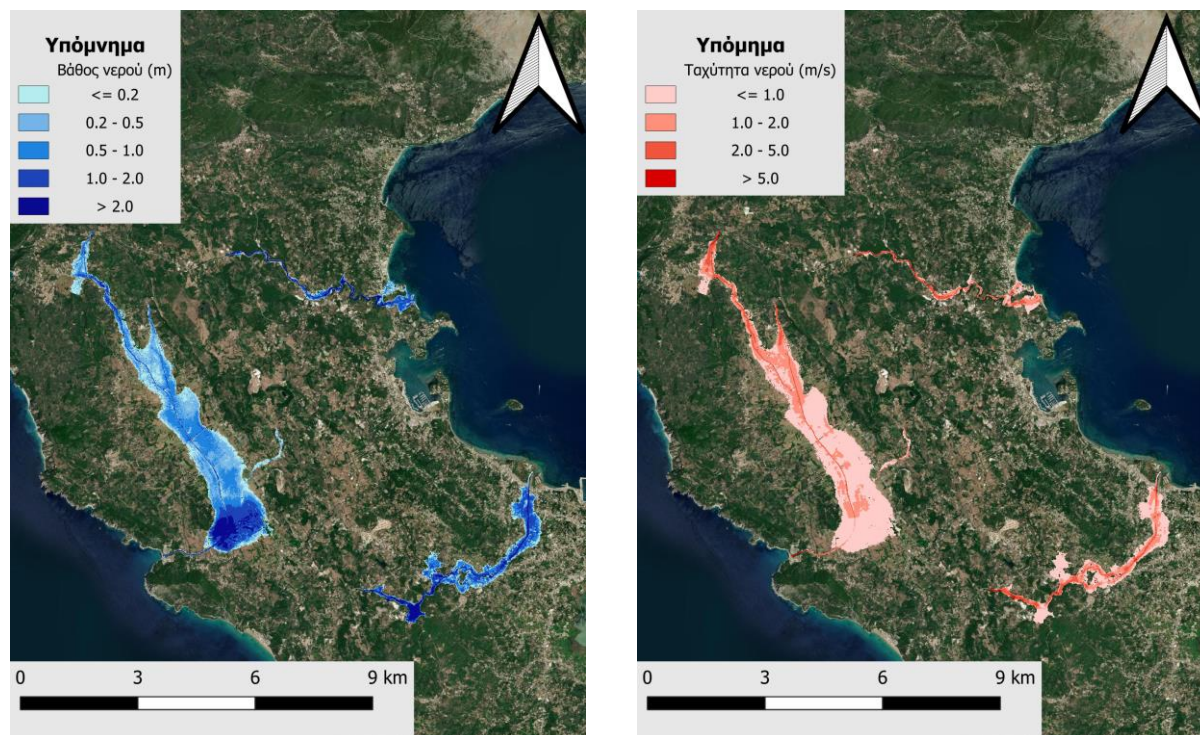 Υπόμνημα
Βάθος νερού (m)
<= 0.2
0.2 - 0.5
0.5 - 1.0
1.0 - 2.0
> 2.0
0 3 6 9 km
Υπόμημα
Ταχύτητα νερού (m/s)
<= 1.0
1.0 - 2.0
2.0 - 5.0
> 5.0
0 3 6 9 km